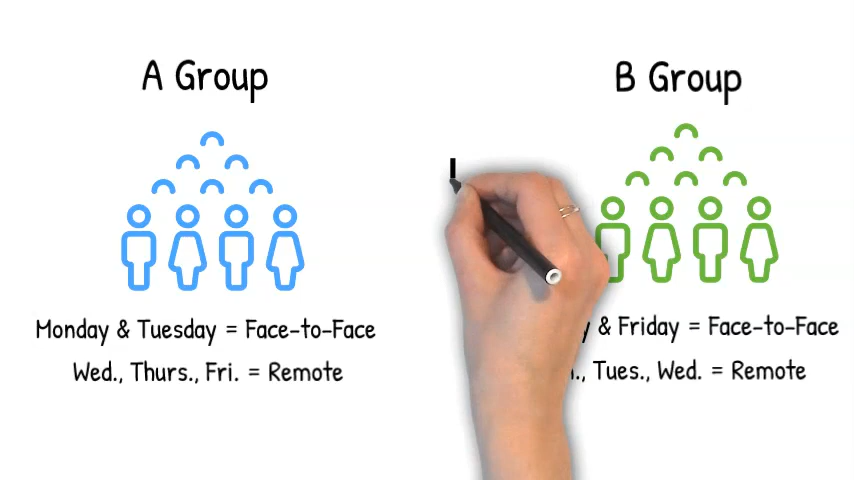 A Group
B Group
Monday & Tuesday = Face-to-Face
Wed., Thurs., Fri. = Remote
& Friday = Face-to-Face
Tues., Wed. = Remote